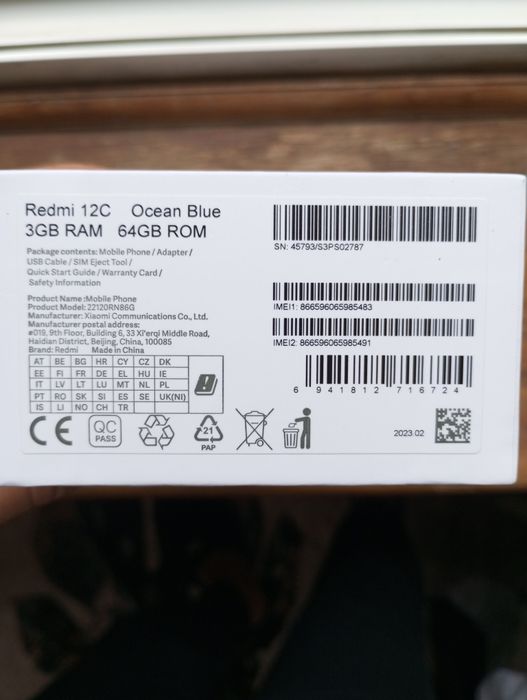 Redmi 12C Ocean Blue
3GB RAM 64GB ROM
Package contents: Mobile Phone / Adapter /
USB Cable / SIM Eject Tool /
Quick Start Guide / Warranty Card /
Safety Information
Product Name :Mobile Phone
Product Model: 22120RN86G
Manufacturer: Xiaomi Communications Co., Ltd.
Manufacturer postal address:
#019, 9th Floor, Building 6, 33 Xi'erqi Middle Road,
Haidian District, Beijing, China, 100085
Brand: Redmi Made in China
AT BE BG HR CY CZ DK
EE FI FR DE EL HU IE
IT LV LT LU MT NL PL
PT RO SK SI ES SE UK(NI)
IS LI NO CH TR
CE
QC
PASS
21
PAP
SN: 45793/S3PS02787
IMEI1: 866596065985483
IMEI2: 866596065985491
6 941812 716724
2023.02